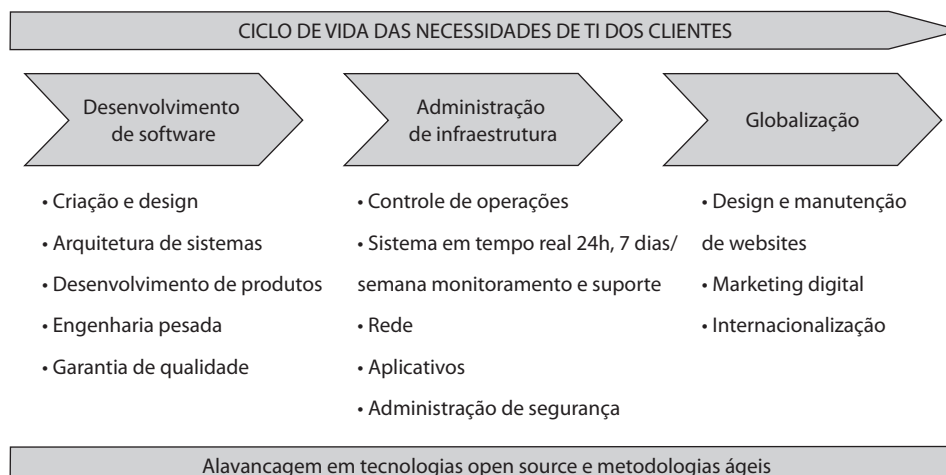 CICLO DE VIDA DAS NECESSIDADES DE TI DOS CLIENTES
Desenvolvimento
de software
Administração
de infraestrutura
Globalização
• Criação e design
• Arquitetura de sistemas
• Desenvolvimento de produtos
• Engenharia pesada
• Garantia de qualidade
• Controle de operações
• Sistema em tempo real 24h, 7 dias/
semana monitoramento e suporte
• Rede
• Aplicativos
• Administração de segurança
• Design e manutenção
de websites
• Marketing digital
• Internacionalização
Alavancagem em tecnologias open source e metodologias ágeis